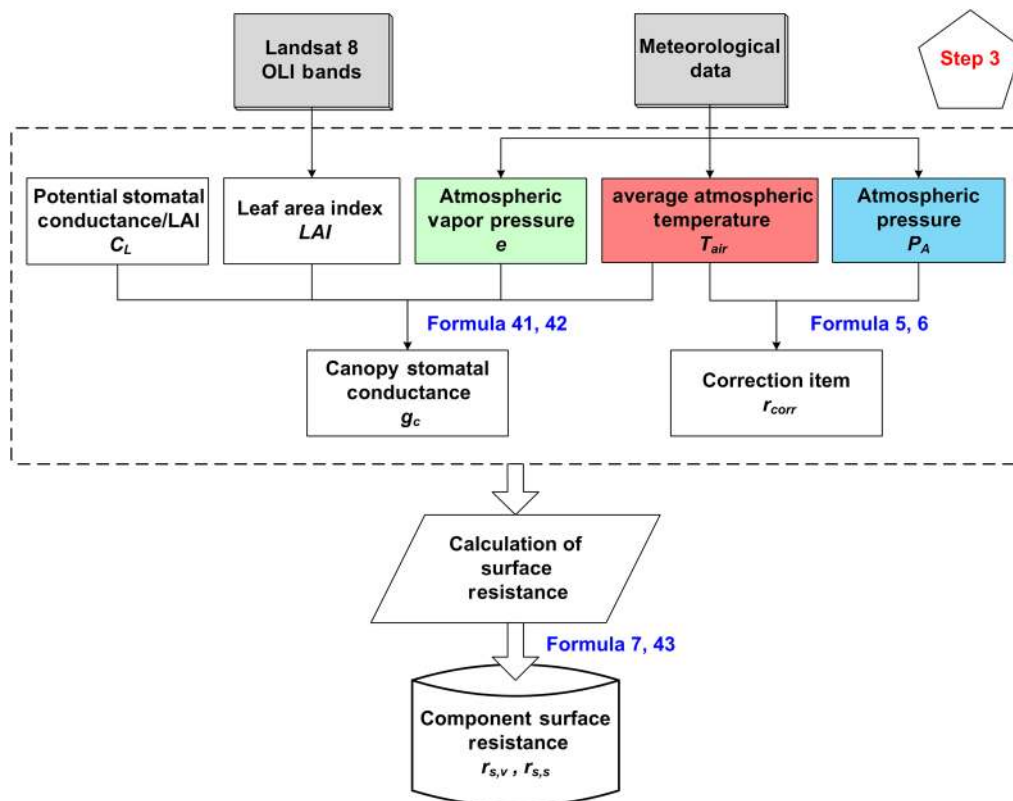 Landsat 8
OLI bands
Meteorological
data
Step 3
Potential stomatal
conductance/LAI
C_L
Leaf area index
LAI
Atmospheric
vapor pressure
e
average atmospheric
temperature
T_air
Atmospheric
pressure
P_A
Formula 41, 42
Formula 5, 6
Canopy stomatal
conductance
g_c
Correction item
r_corr
Calculation of
surface
resistance
Formula 7, 43
Component surface
resistance
r_s,v , r_s,s